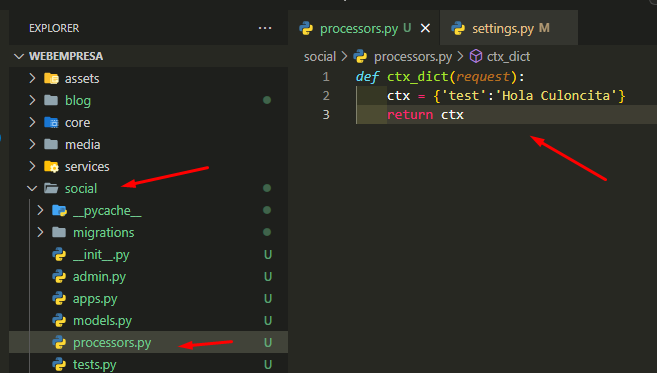 EXPLORER ...
processors.py U
settings.py M
WEBEMPRESA
assets
blog
core
media
services
social
__pycache__
migrations
__init__.py U
admin.py U
apps.py U
models.py U
processors.py U
tests.py U
social > processors.py > ctx_dict
1 def ctx_dict(request):
2 ctx = {'test':'Hola Culoncita'}
3 return ctx